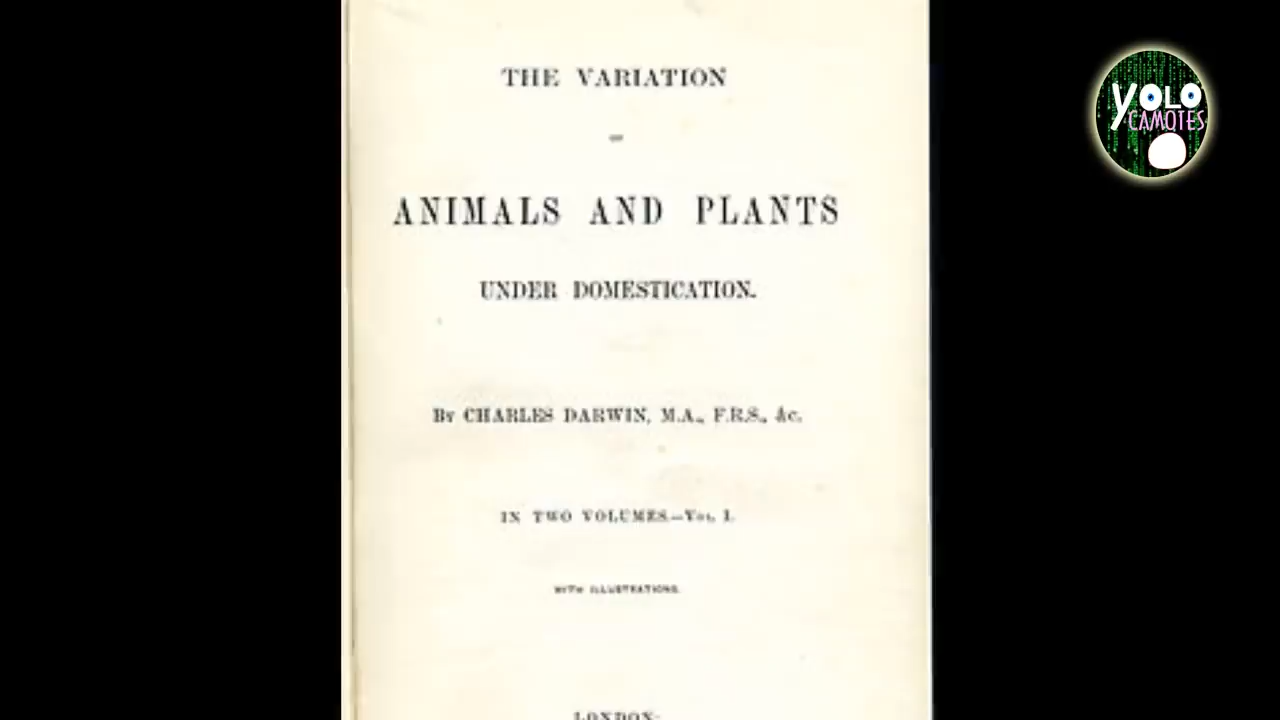 THE VARIATION
OF
ANIMALS AND PLANTS
UNDER DOMESTICATION.
BY CHARLES DARWIN, M.A., F.R.S., &c.
IN TWO VOLUMES.—VOL. I.
WITH ILLUSTRATIONS.
LONDON:
YOLO
CAMOTES